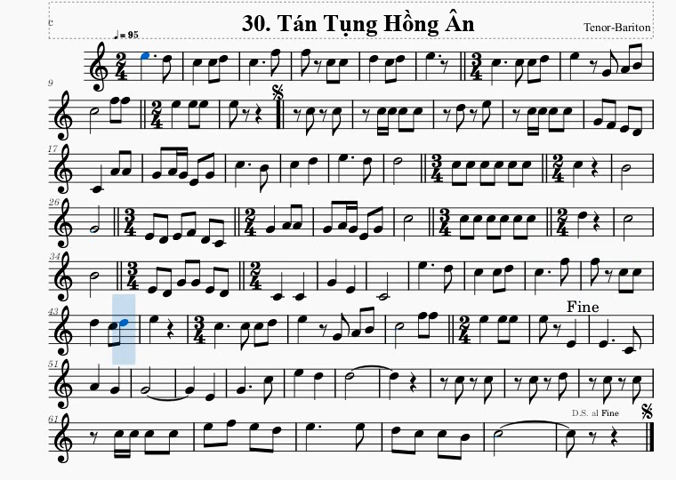 30. Tán Tụng Hồng Ân
c
Tenor-Bariton
♩=95
9
17
26
34
Fine
43
51
D.S. al Fine
61